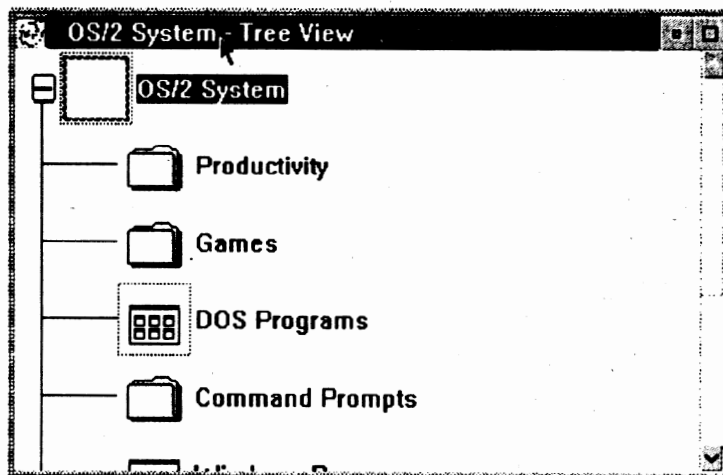 OS/2 System - Tree View
OS/2 System
Productivity
Games
DOS Programs
Command Prompts